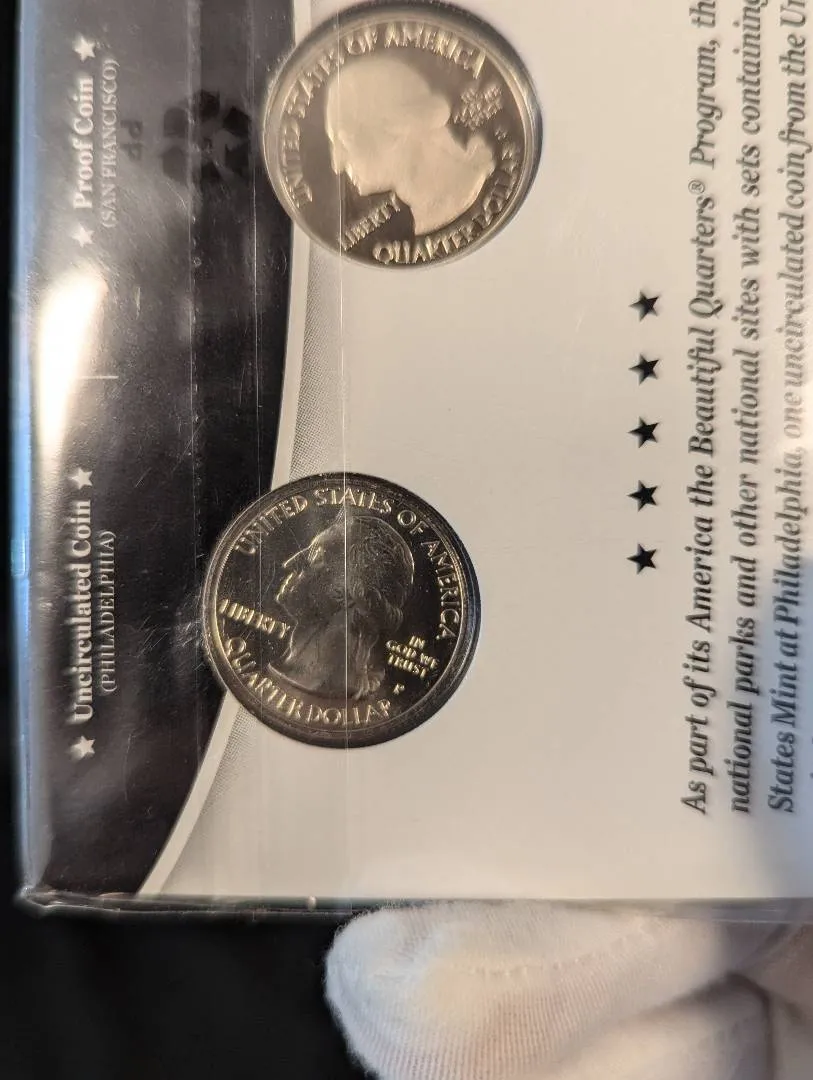 ★ Proof Coin ★
(SAN FRANCISCO)
★ Uncirculated Coin ★
(PHILADELPHIA)
UNITED STATES OF AMERICA
LIBERTY
QUARTER DOLLAR
UNITED STATES OF AMERICA
LIBERTY
IN
GOD WE
TRUST
P
QUARTER DOLLAR
★ ★ ★ ★ ★
As part of its America the Beautiful Quarters® Program, th
national parks and other national sites with sets containing
States Mint at Philadelphia, one uncirculated coin from the Un